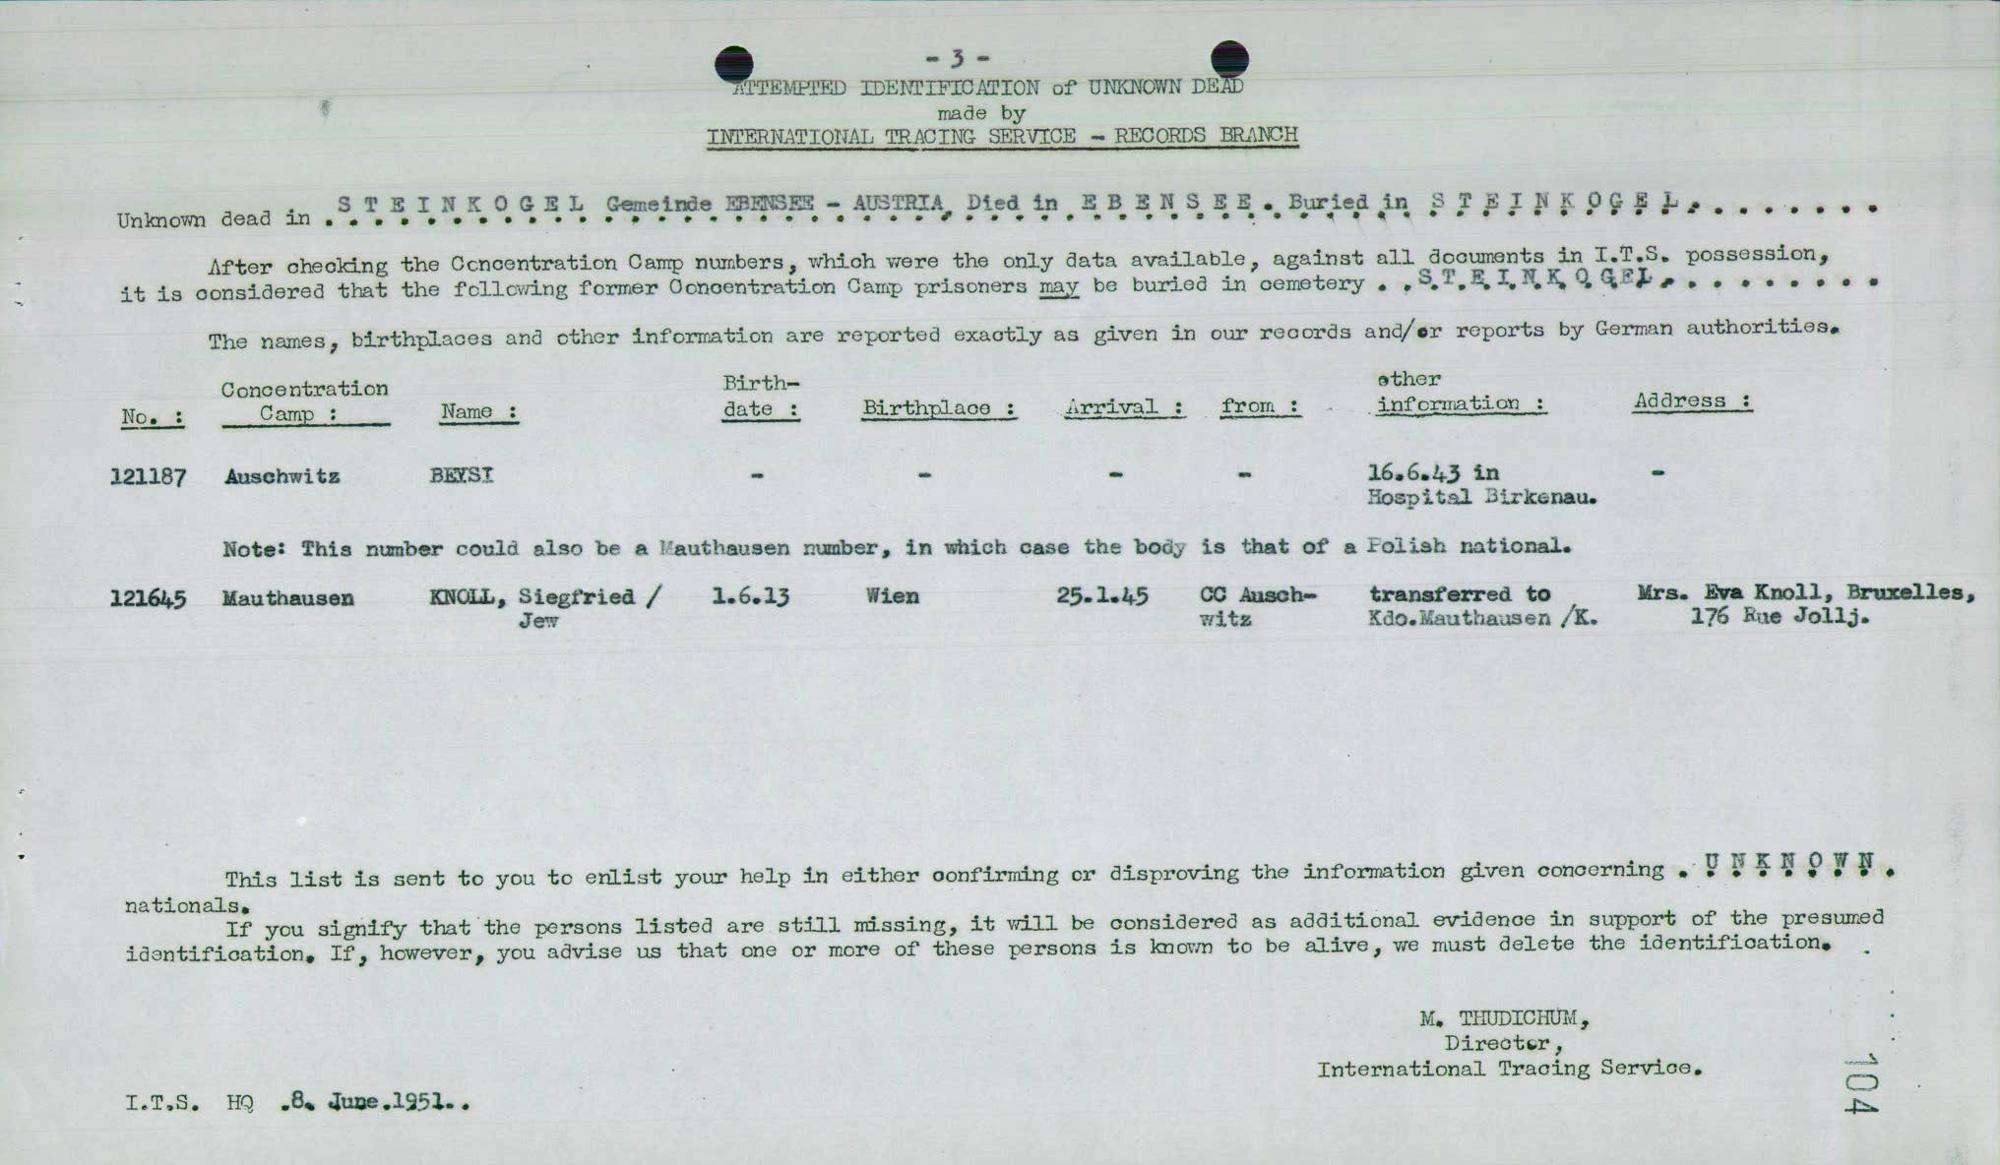 - 3 -
ATTEMPTED IDENTIFICATION of UNKNOWN DEAD
made by
INTERNATIONAL TRACING SERVICE - RECORDS BRANCH
Unknown dead in S T E I N K O G E L Gemeinde EBENSEE - AUSTRIA, Died in E B E N S E E. Buried in S T E I N K O G E L.........
After checking the Concentration Camp numbers, which were the only data available, against all documents in I.T.S. possession,
it is considered that the following former Concentration Camp prisoners may be buried in cemetery . .S.T.E.I.N.K.O.G.E.L..........
The names, birthplaces and other information are reported exactly as given in our records and/or reports by German authorities.
No. : Concentration Camp : Name : Birth-date : Birthplace : Arrival : from : other information : Address :
121187 Auschwitz BEYSI - - - - 16.6.43 in -
Hospital Birkenau.
Note: This number could also be a Mauthausen number, in which case the body is that of a Polish national.
121645 Mauthausen KNOLL, Siegfried / 1.6.13 Wien 25.1.45 CC Ausch- transferred to Mrs. Eva Knoll, Bruxelles,
Jew witz Kdo.Mauthausen /K. 176 Rue Jollj.
This list is sent to you to enlist your help in either confirming or disproving the information given concerning . U N K N O W N .
nationals.
If you signify that the persons listed are still missing, it will be considered as additional evidence in support of the presumed
identification. If, however, you advise us that one or more of these persons is known to be alive, we must delete the identification.
M. THUDICHUM,
Director,
International Tracing Service.
I.T.S. HQ .8. June.1951..
104